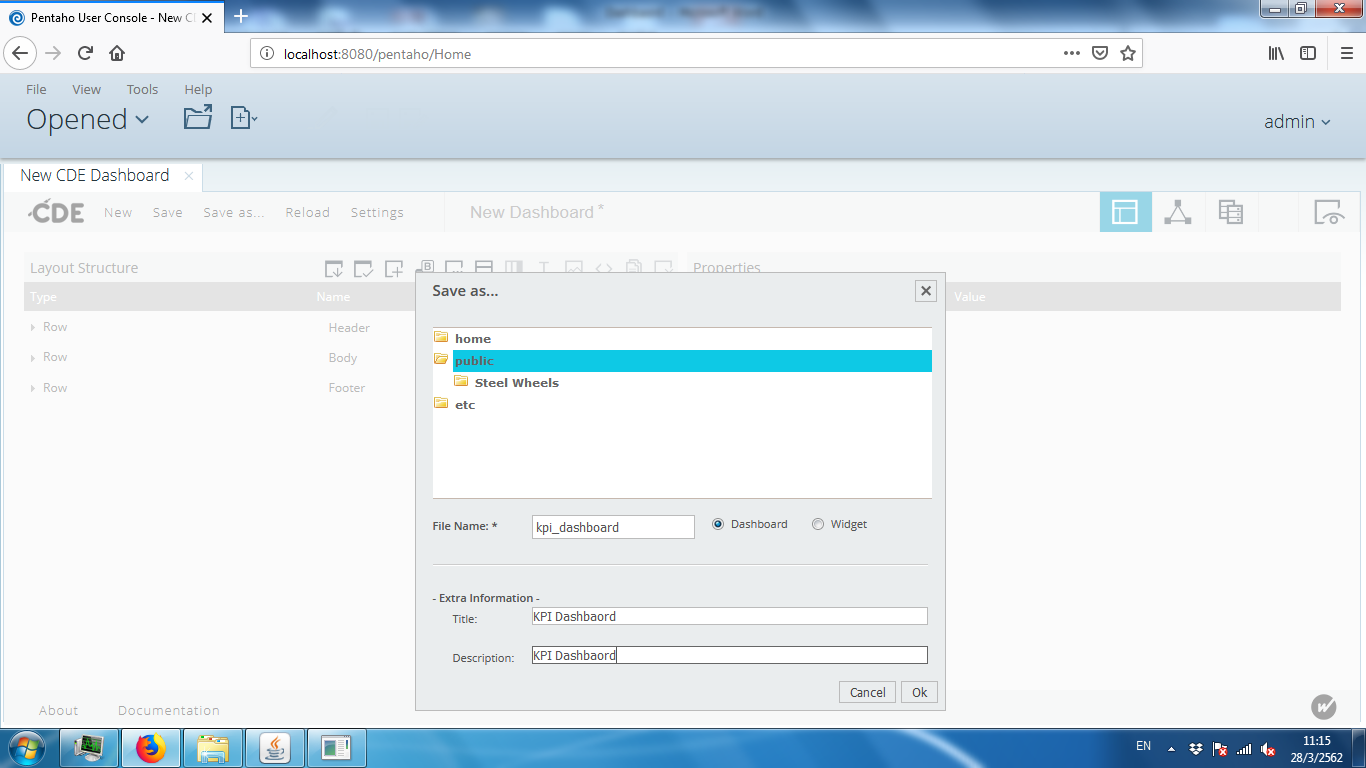 Pentaho User Console - New C
localhost:8080/pentaho/Home
File View Tools Help
Opened
admin
New CDE Dashboard
CDE New Save Save as... Reload Settings New Dashboard *
Layout Structure
Properties
Type Name Value
Row Header
Row Body
Row Footer
Save as...
home
public
Steel Wheels
etc
File Name: * kpi_dashboard Dashboard Widget
- Extra Information -
Title: KPI Dashbaord
Description: KPI Dashbaord
Cancel Ok
About Documentation
EN
11:15
28/3/2562